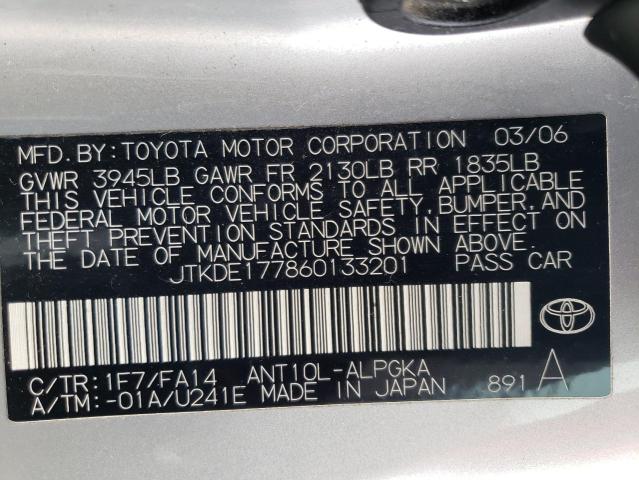 MFD. BY: TOYOTA MOTOR CORPORATION 03/06
GVWR 3945LB GAWR FR 2130LB RR 1835LB
THIS VEHICLE CONFORMS TO ALL APPLICABLE
FEDERAL MOTOR VEHICLE SAFETY, BUMPER, AND
THEFT PREVENTION STANDARDS IN EFFECT ON
THE DATE OF MANUFACTURE SHOWN ABOVE.
JTKDE177860133201 PASS CAR
C/TR: 1F7/FA14 ANT10L-ALPGKA
A/TM: -01A/U241E MADE IN JAPAN 891 A